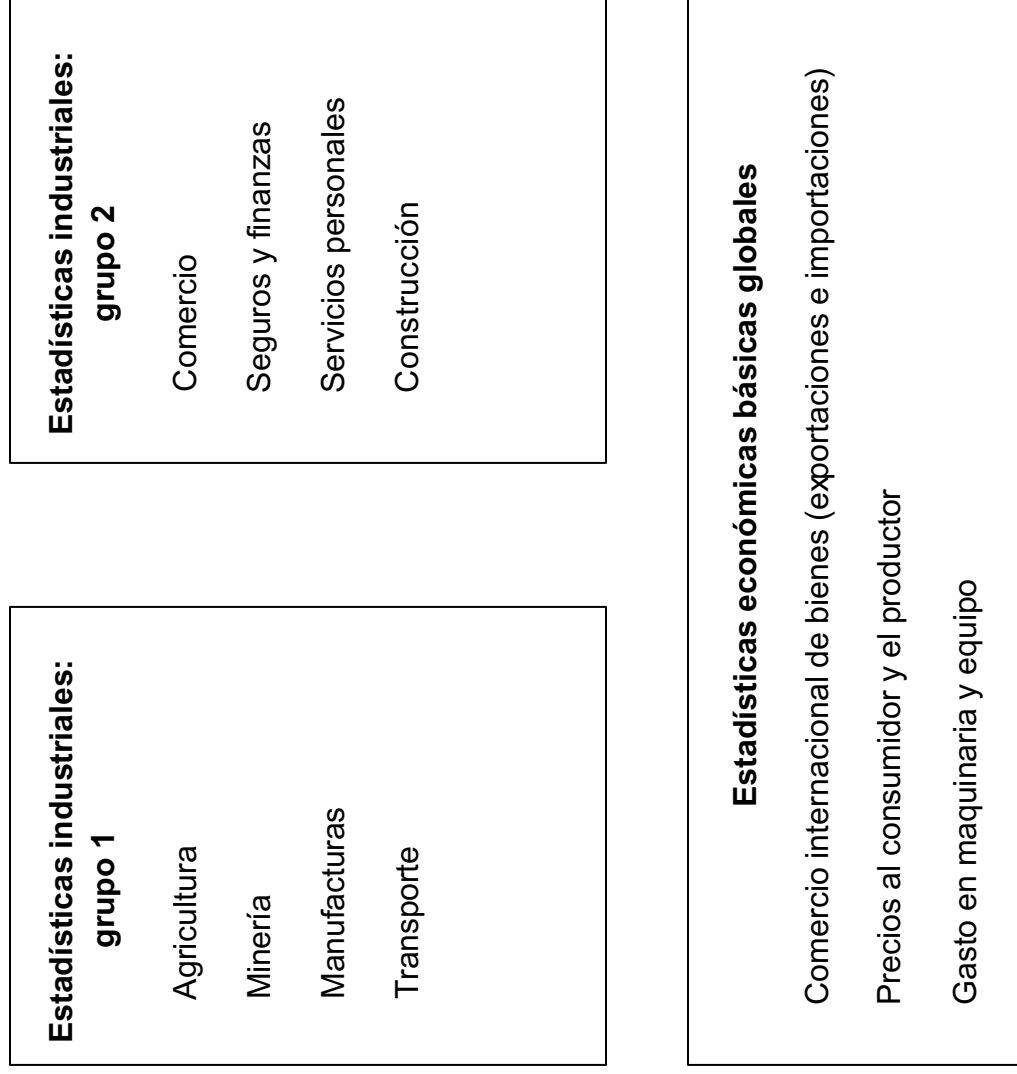 Estadísticas industriales:
grupo 1
Agricultura
Minería
Manufacturas
Transporte
Estadísticas industriales:
grupo 2
Comercio
Seguros y finanzas
Servicios personales
Construcción
Estadísticas económicas básicas globales
Comercio internacional de bienes (exportaciones e importaciones)
Precios al consumidor y el productor
Gasto en maquinaria y equipo